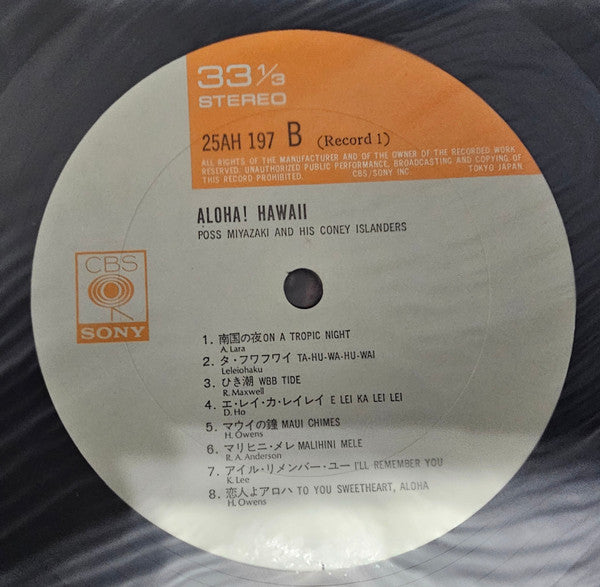 33 1/3
STEREO
25AH 197 B (Record 1)
ALL RIGHTS OF THE MANUFACTURER AND OF THE OWNER OF THE RECORDED WORK
RESERVED. UNAUTHORIZED PUBLIC PERFORMANCE, BROADCASTING AND COPYING OF
THIS RECORD PROHIBITED. CBS/SONY INC. TOKYO JAPAN.
ALOHA! HAWAII
POSS MIYAZAKI AND HIS CONEY ISLANDERS
CBS
SONY
1. 南国の夜 ON A TROPIC NIGHT
A. Lara
2. タ・フワフワイ TA-HU-WA-HU-WAI
Leleiohaku
3. ひき潮 WBB TIDE
R. Maxwell
4. エ・レイ・カ・レイレイ E LEI KA LEI LEI
D. Ho
5. マウイの鐘 MAUI CHIMES
H. Owens
6. マリヒニ・メレ MALIHINI MELE
R. A. Anderson
7. アイル・リメンバー・ユー I'LL REMEMBER YOU
K. Lee
8. 恋人よアロハ TO YOU SWEETHEART, ALOHA
H. Owens